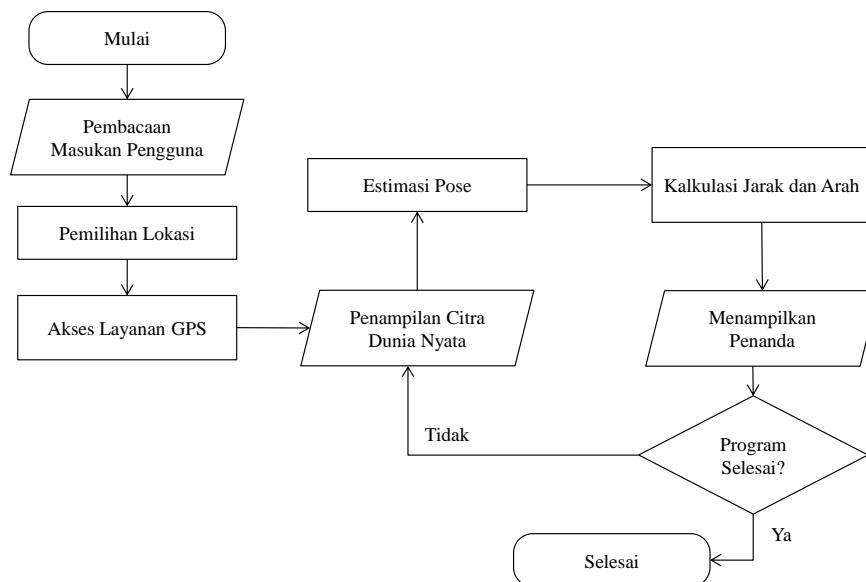 Mulai
Pembacaan
Masukan Pengguna
Pemilihan Lokasi
Akses Layanan GPS
Penampilan Citra
Dunia Nyata
Estimasi Pose
Kalkulasi Jarak dan Arah
Menampilkan
Penanda
Program
Selesai?
Tidak
Ya
Selesai